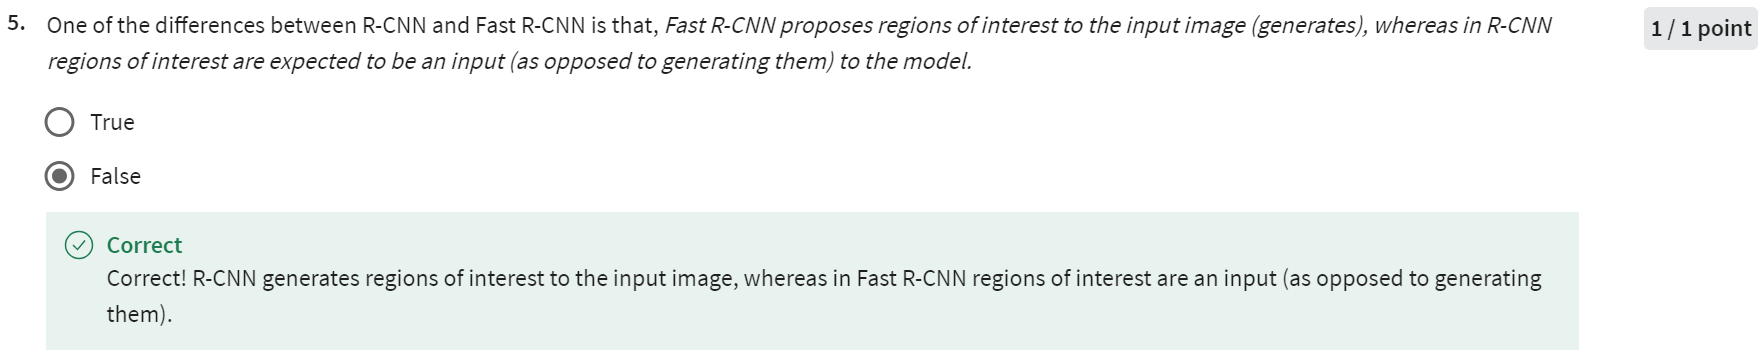 5. One of the differences between R-CNN and Fast R-CNN is that, Fast R-CNN proposes regions of interest to the input image (generates), whereas in R-CNN
1 / 1 point
regions of interest are expected to be an input (as opposed to generating them) to the model.
True
False
Correct
Correct! R-CNN generates regions of interest to the input image, whereas in Fast R-CNN regions of interest are an input (as opposed to generating
them).